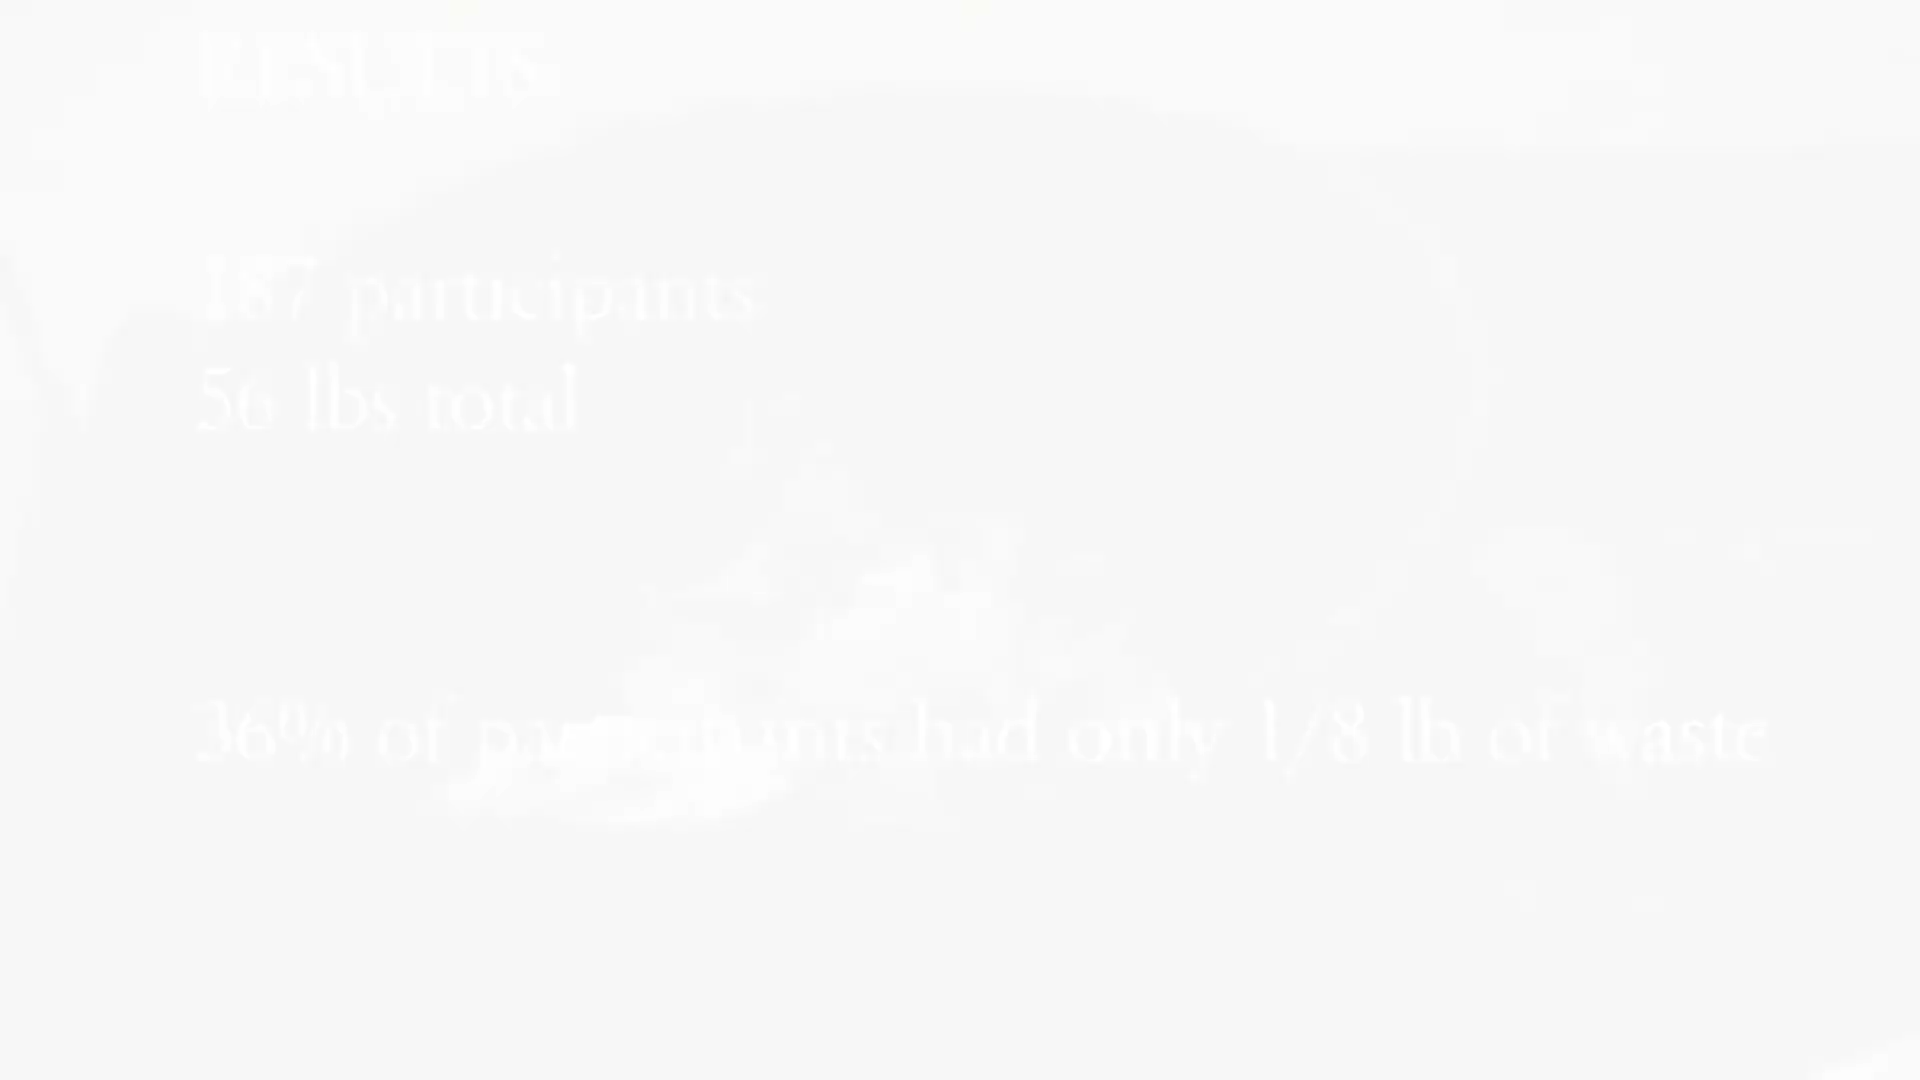 RESULTS
187 participants
56 lbs total
36% of participants had only 1/8 lb of waste